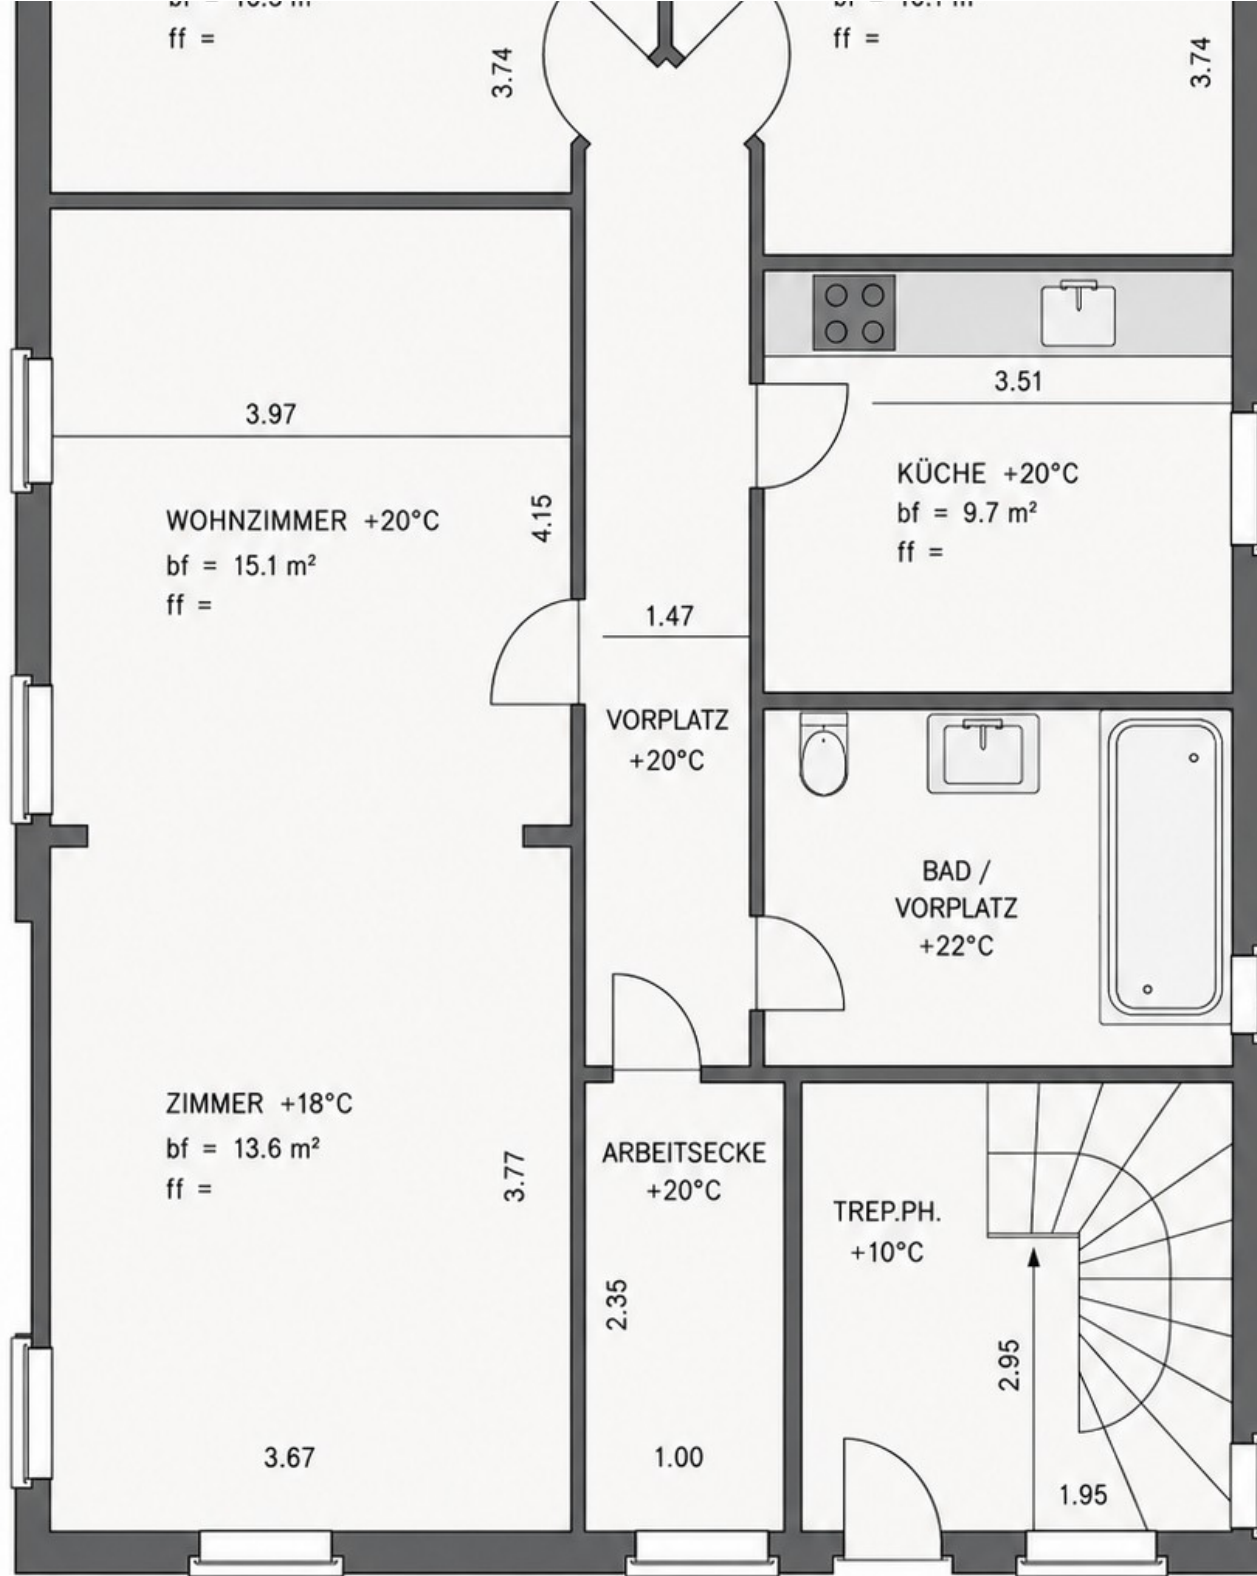 ff =
3.74
ff =
3.74
3.97
WOHNZIMMER +20°C
bf = 15.1 m²
ff =
4.15
3.51
KÜCHE +20°C
bf = 9.7 m²
ff =
1.47
VORPLATZ
+20°C
BAD /
VORPLATZ
+22°C
ZIMMER +18°C
bf = 13.6 m²
ff =
3.77
3.67
ARBEITSECKE
+20°C
2.35
1.00
TREP.PH.
+10°C
2.95
1.95